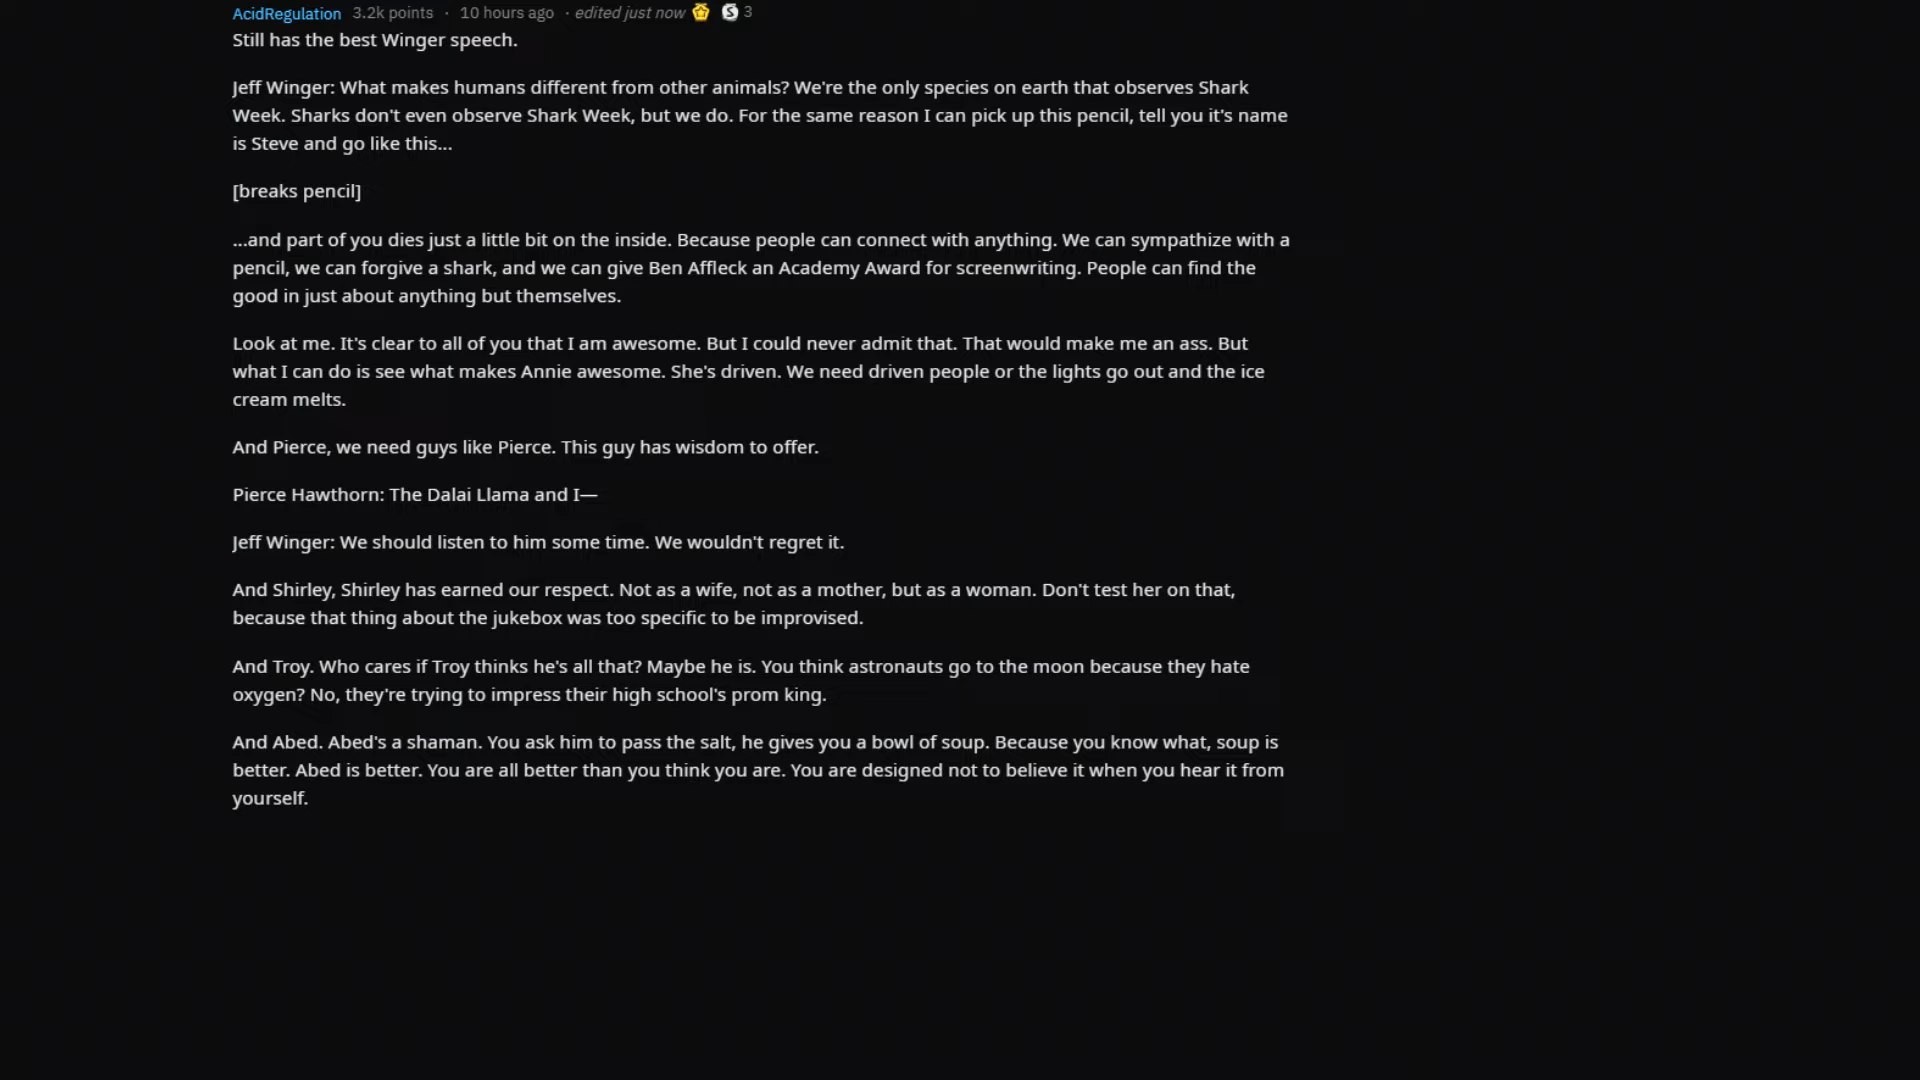 AcidRegulation 3.2k points · 10 hours ago · edited just now 3
Still has the best Winger speech.
Jeff Winger: What makes humans different from other animals? We're the only species on earth that observes Shark
Week. Sharks don't even observe Shark Week, but we do. For the same reason I can pick up this pencil, tell you it's name
is Steve and go like this...
[breaks pencil]
...and part of you dies just a little bit on the inside. Because people can connect with anything. We can sympathize with a
pencil, we can forgive a shark, and we can give Ben Affleck an Academy Award for screenwriting. People can find the
good in just about anything but themselves.
Look at me. It's clear to all of you that I am awesome. But I could never admit that. That would make me an ass. But
what I can do is see what makes Annie awesome. She's driven. We need driven people or the lights go out and the ice
cream melts.
And Pierce, we need guys like Pierce. This guy has wisdom to offer.
Pierce Hawthorn: The Dalai Llama and I—
Jeff Winger: We should listen to him some time. We wouldn't regret it.
And Shirley, Shirley has earned our respect. Not as a wife, not as a mother, but as a woman. Don't test her on that,
because that thing about the jukebox was too specific to be improvised.
And Troy. Who cares if Troy thinks he's all that? Maybe he is. You think astronauts go to the moon because they hate
oxygen? No, they're trying to impress their high school's prom king.
And Abed. Abed's a shaman. You ask him to pass the salt, he gives you a bowl of soup. Because you know what, soup is
better. Abed is better. You are all better than you think you are. You are designed not to believe it when you hear it from
yourself.